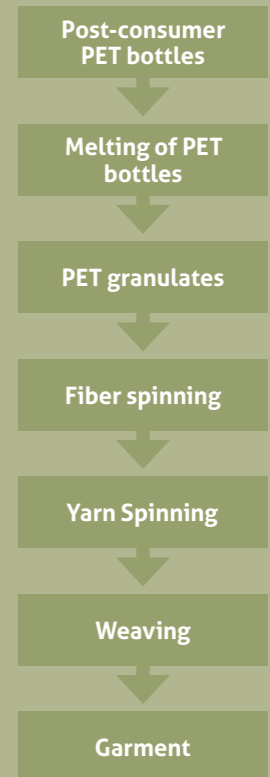 Post-consumer
PET bottles
Melting of PET
bottles
PET granulates
Fiber spinning
Yarn Spinning
Weaving
Garment